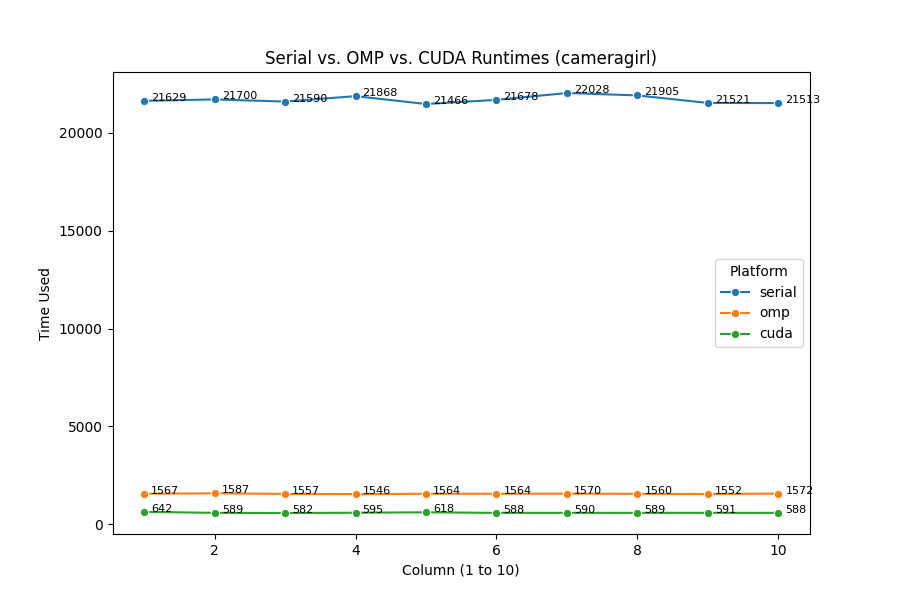 Serial vs. OMP vs. CUDA Runtimes (cameragirl)
21629 21700 21590 21868 21466 21678 22028 21905 21521 21513
20000
15000
Platform
serial
omp
cuda
Time Used
10000
5000
1567 1587 1557 1546 1564 1564 1570 1560 1552 1572
642 589 582 595 618 588 590 589 591 588
0
2 4 6 8 10
Column (1 to 10)